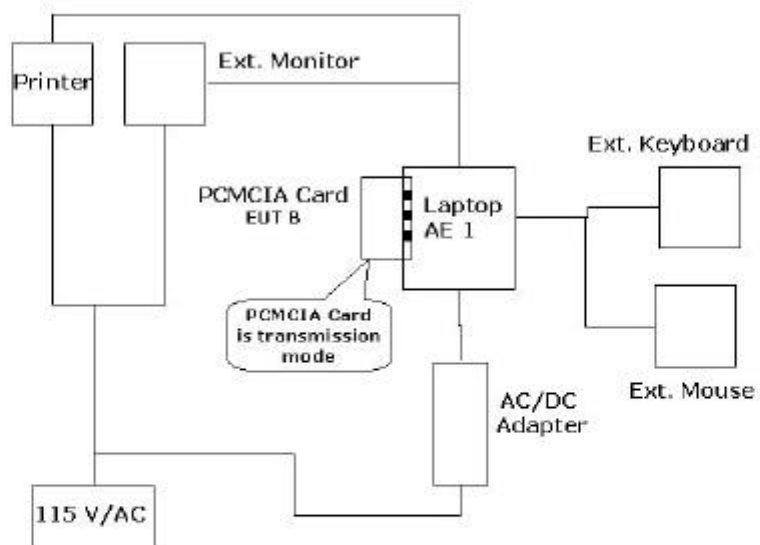 Printer
Ext. Monitor
Ext. Keyboard
PCMCIA Card
EUT B
Laptop
AE 1
PCMCIA Card
is transmission
mode
Ext. Mouse
AC/DC
Adapter
115 V/AC